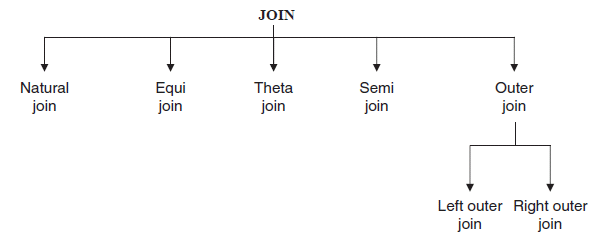 JOIN
Natural join
Equi join
Theta join
Semi join
Outer join
Left outer join
Right outer join